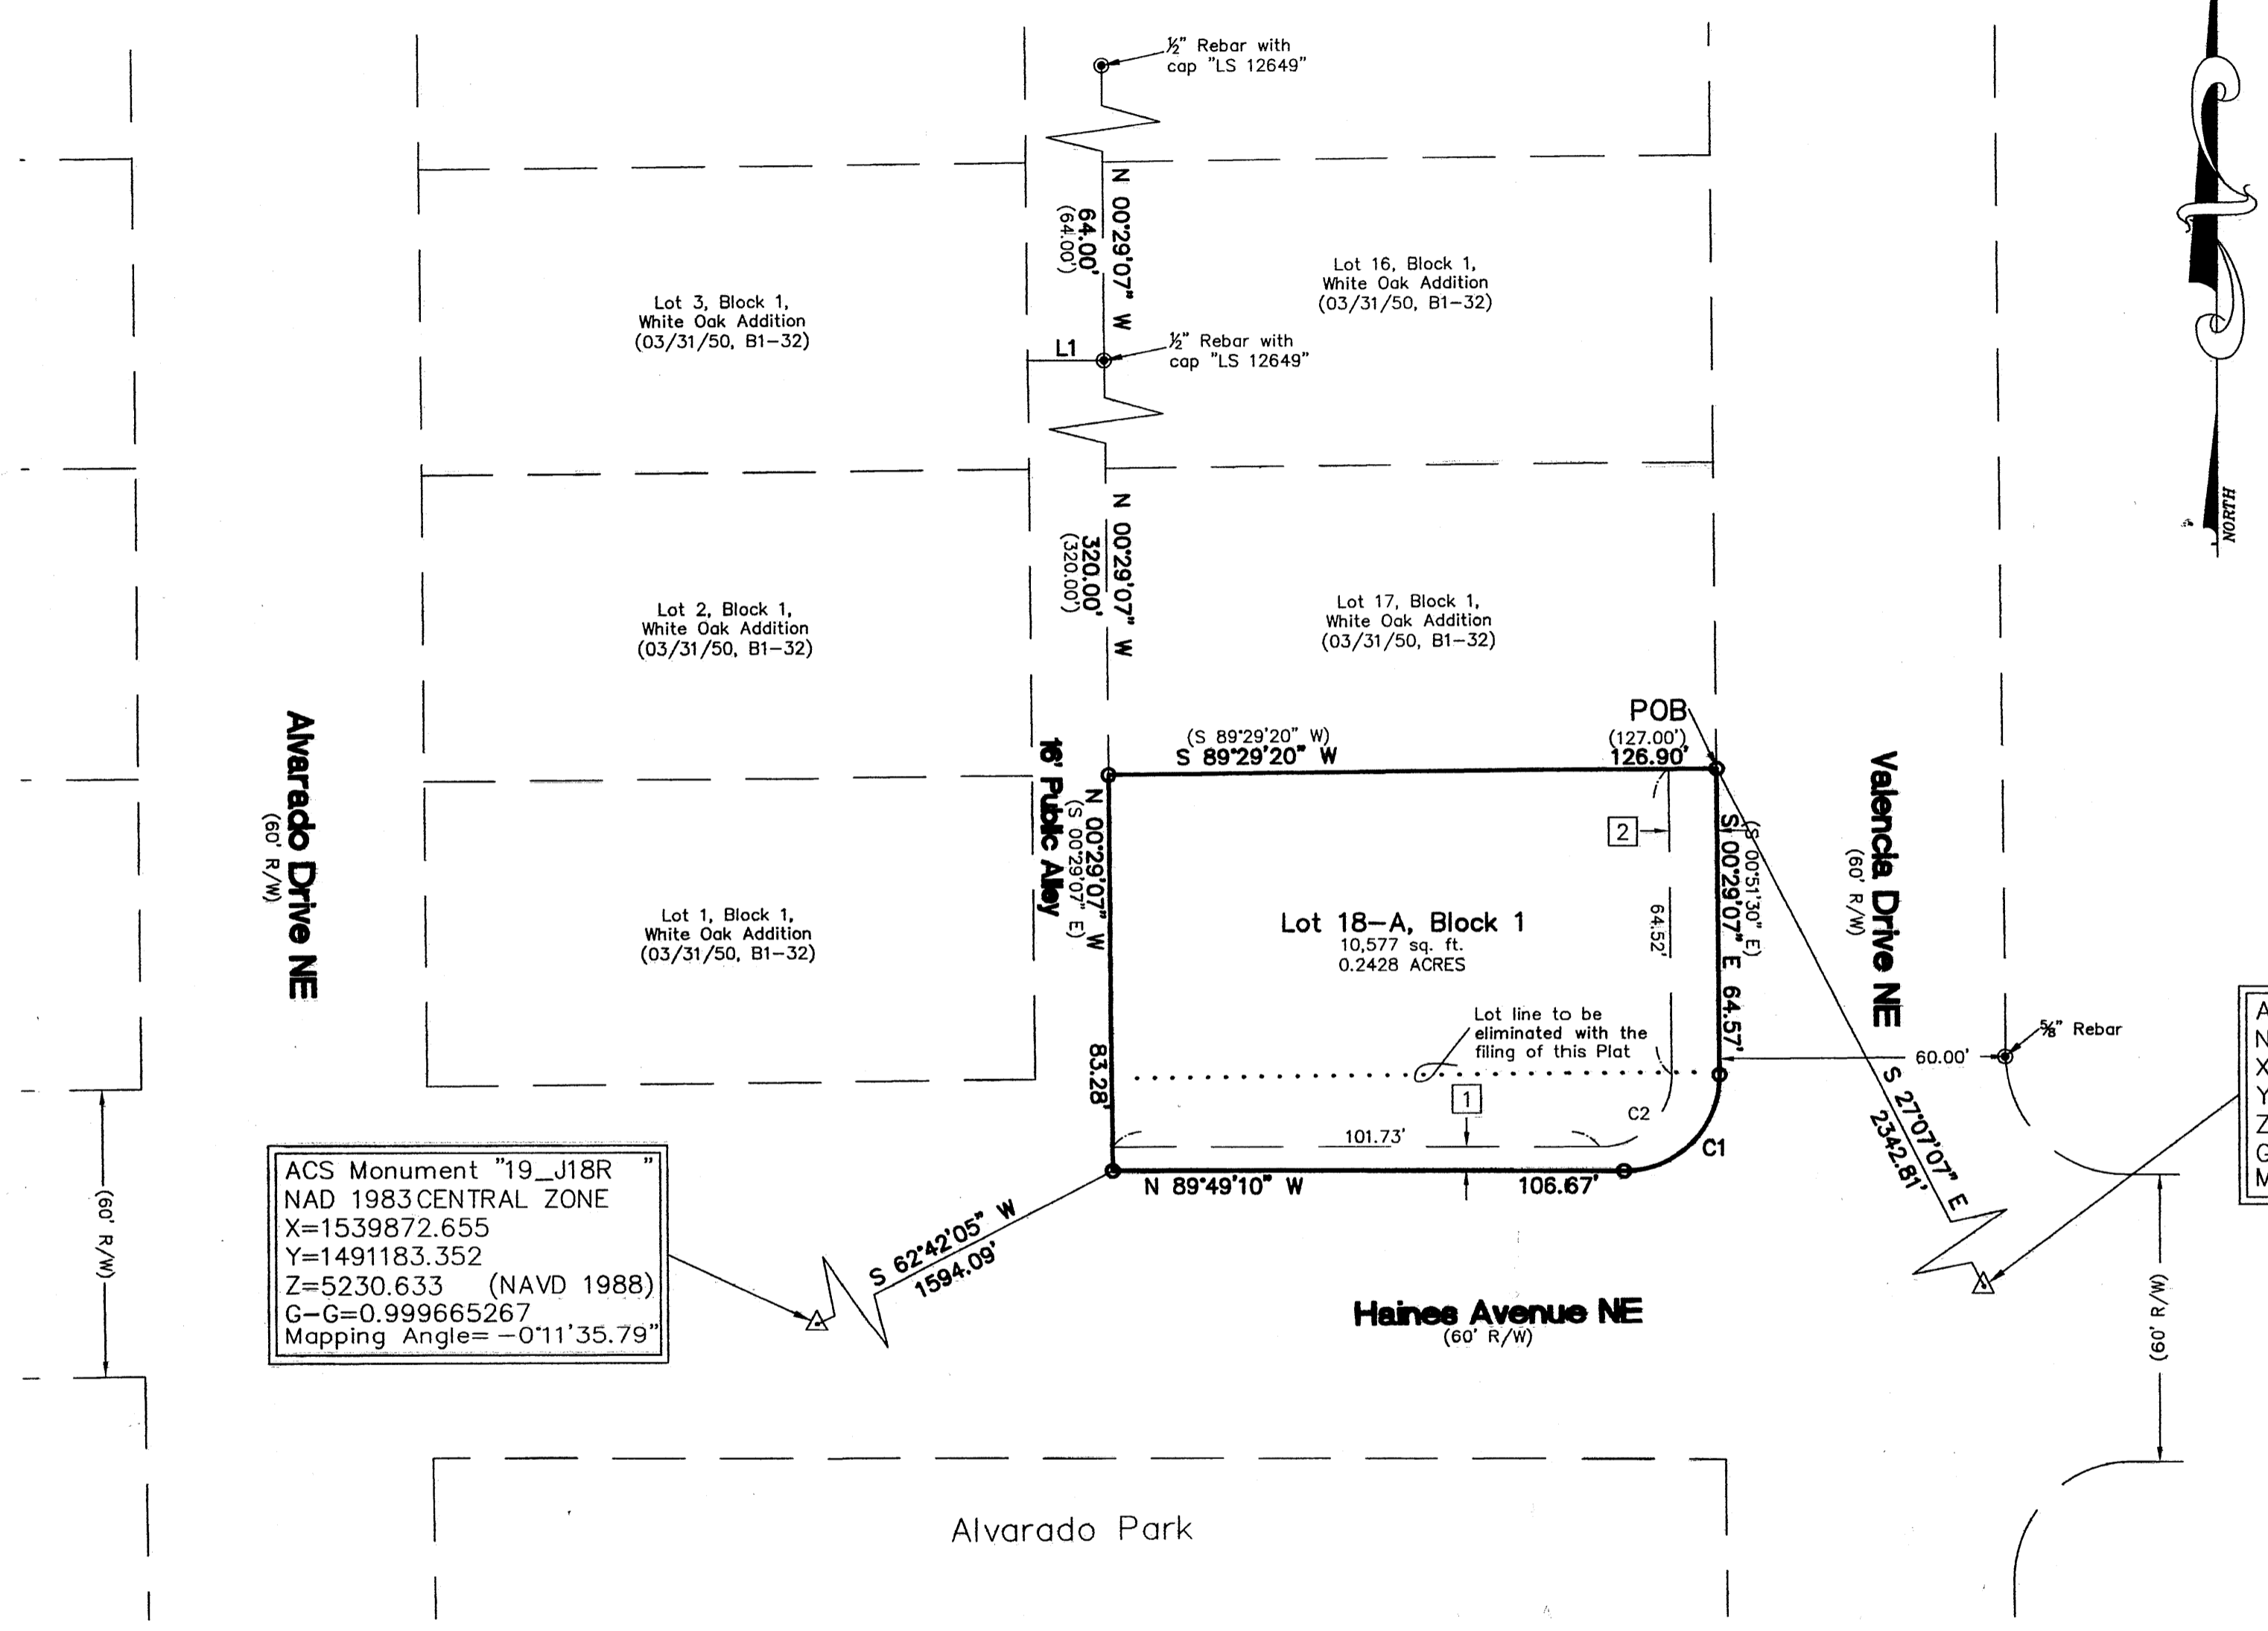 ½" Rebar with
cap "LS 12649"
N 00°29'07" W
64.00'
(64.00')
Lot 16, Block 1,
White Oak Addition
(03/31/50, B1-32)
Lot 3, Block 1,
White Oak Addition
(03/31/50, B1-32)
L1
½" Rebar with
cap "LS 12649"
NORTH
N 00°29'07" W
320.00'
(320.00')
Lot 2, Block 1,
White Oak Addition
(03/31/50, B1-32)
Lot 17, Block 1,
White Oak Addition
(03/31/50, B1-32)
POB
(S 89°29'20" W)
S 89°29'20" W
(127.00')
126.90'
Alvarado Drive NE
(60' R/W)
16' Public Alley
N 00°29'07" W
(S 00°29'07" E)
83.28'
2
(S 00°51'30" E)
S 00°29'07" E 64.57'
64.52'
Valencia Drive NE
(60' R/W)
Lot 1, Block 1,
White Oak Addition
(03/31/50, B1-32)
Lot 18-A, Block 1
10,577 sq. ft.
0.2428 ACRES
Lot line to be
eliminated with the
filing of this Plat
⅝" Rebar
60.00'
S 27°07'07" E
2342.81'
1
C2
C1
101.73'
N 89°49'10" W
106.67'
A
N
X
Y
Z
G
M
ACS Monument "19_J18R "
NAD 1983 CENTRAL ZONE
X=1539872.655
Y=1491183.352
Z=5230.633 (NAVD 1988)
G-G=0.999665267
Mapping Angle= -0°11'35.79"
(60' R/W)
S 62°42'05" W
1594.09'
Haines Avenue NE
(60' R/W)
(60' R/W)
Alvarado Park